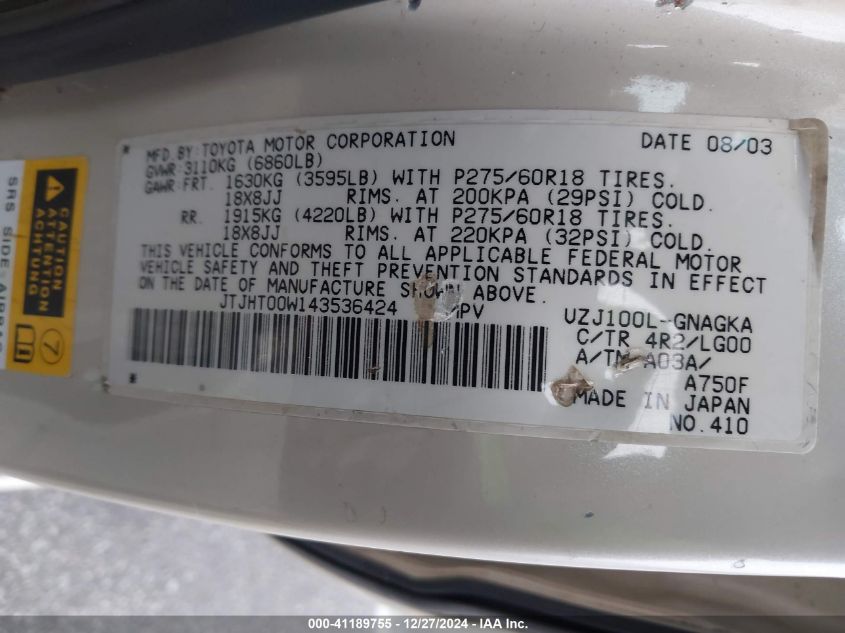 MFD. BY: TOYOTA MOTOR CORPORATION DATE 08/03
GVWR: 3110KG (6860LB)
GAWR: FRT. 1630KG (3595LB) WITH P275/60R18 TIRES.
18X8JJ RIMS. AT 200KPA (29PSI) COLD.
RR. 1915KG (4220LB) WITH P275/60R18 TIRES.
18X8JJ RIMS. AT 220KPA (32PSI) COLD.
THIS VEHICLE CONFORMS TO ALL APPLICABLE FEDERAL MOTOR
VEHICLE SAFETY AND THEFT PREVENTION STANDARDS IN EFFECT
ON THE DATE OF MANUFACTURE SHOWN ABOVE.
JTJHT00W143536424 PV UZJ100L-GNAGKA
C/TR 4R2/LG00
A/TM A03A/
A750F
MADE IN JAPAN
NO.410
CAUTION
ATTENTION
ACHTUNG
7
SRS SIDE
000-41189755 - 12/27/2024 - IAA Inc.